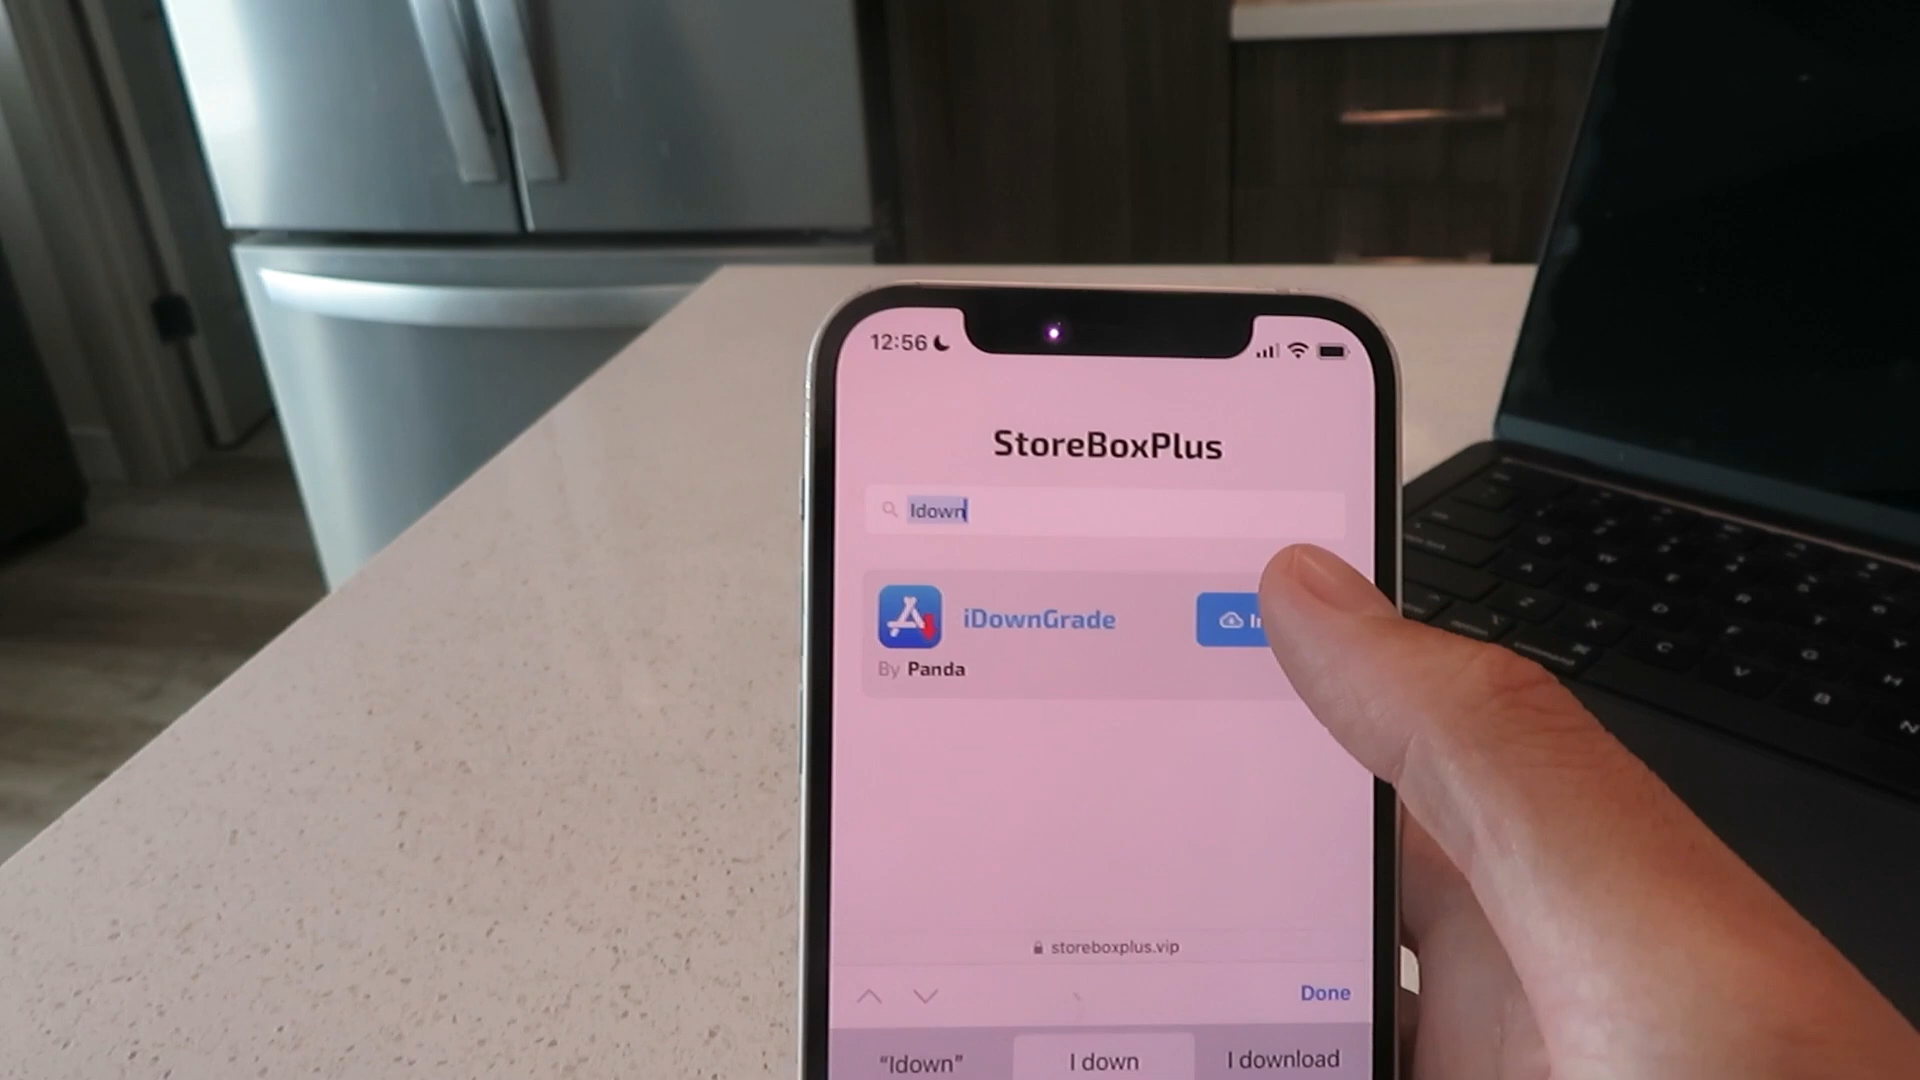 12:56
StoreBoxPlus
Idown
iDownGrade
By Panda
storeboxplus.vip
Done
"Idown"
I down
I download